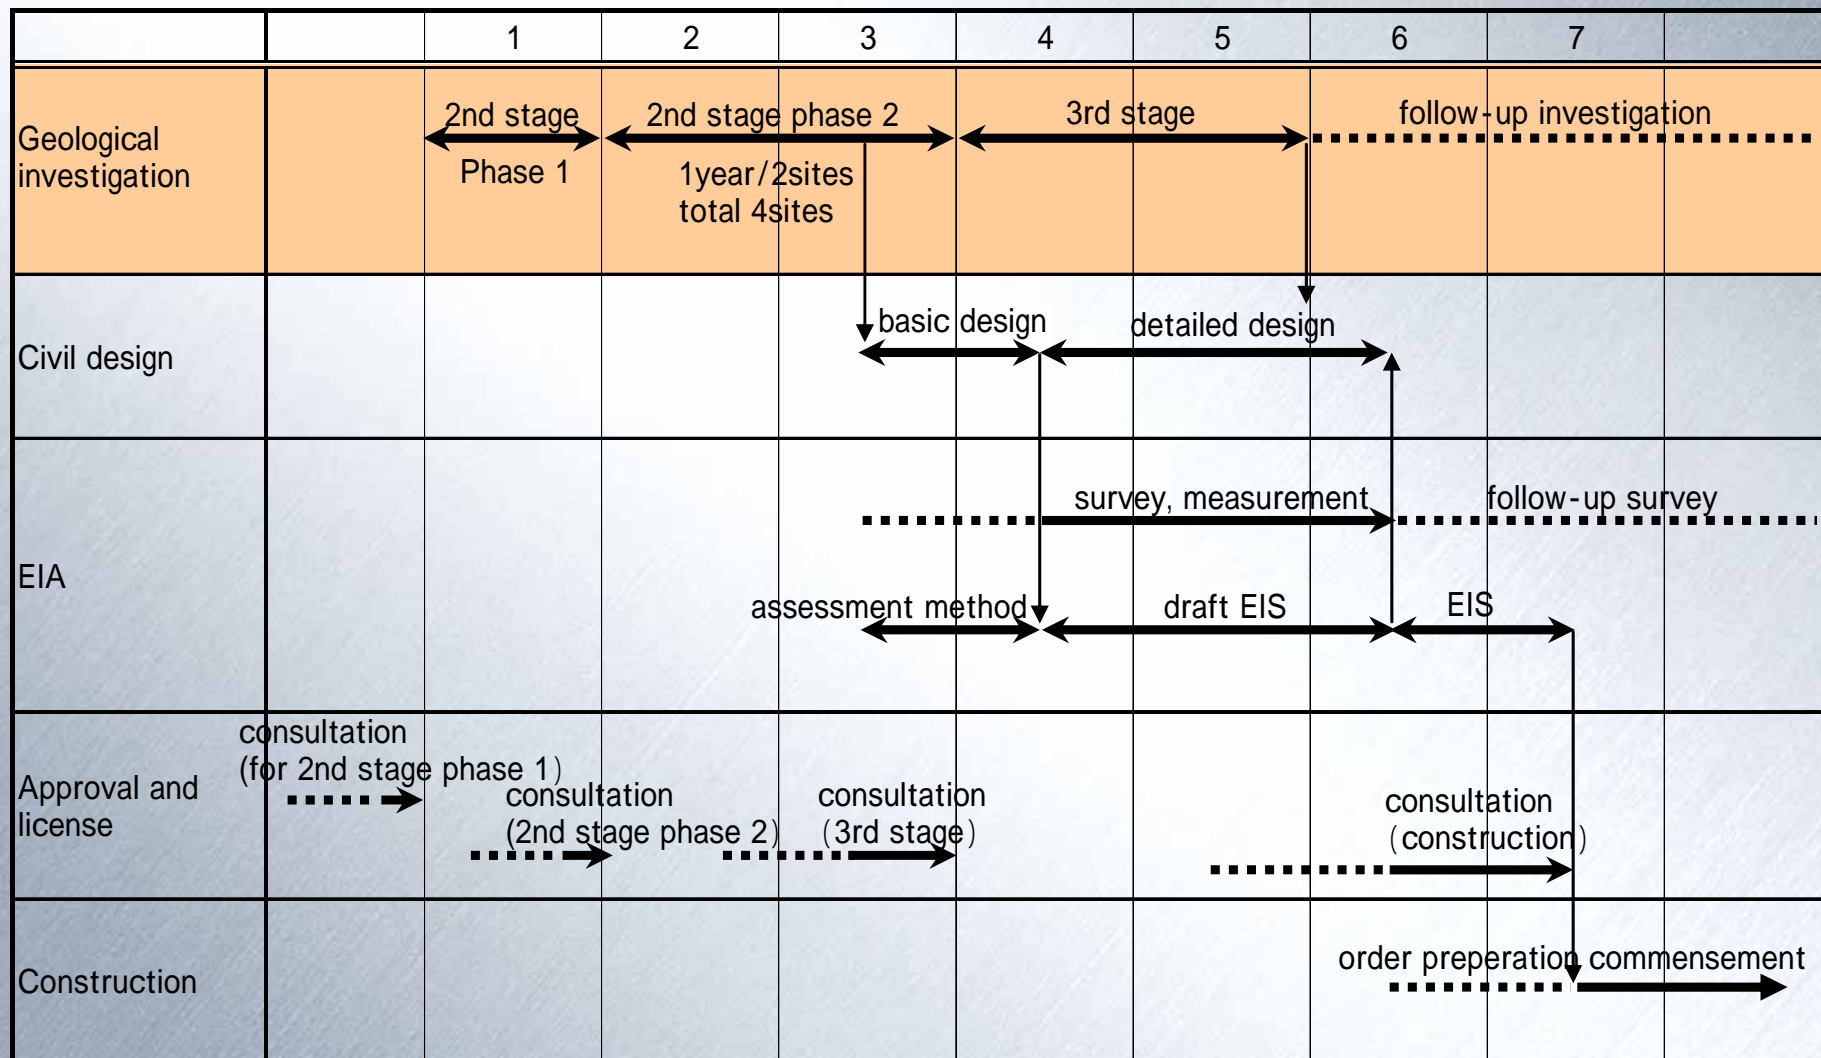 1 2 3 4 5 6 7
Geological
investigation
2nd stage
Phase 1
2nd stage phase 2
1year/2sites
total 4sites
3rd stage
follow-up investigation
Civil design
basic design
detailed design
EIA
survey, measurement
follow-up survey
assessment method
draft EIS
EIS
Approval and
license
consultation
(for 2nd stage phase 1)
consultation
(2nd stage phase 2)
consultation
(3rd stage)
consultation
(construction)
Construction
order preperation
commensement